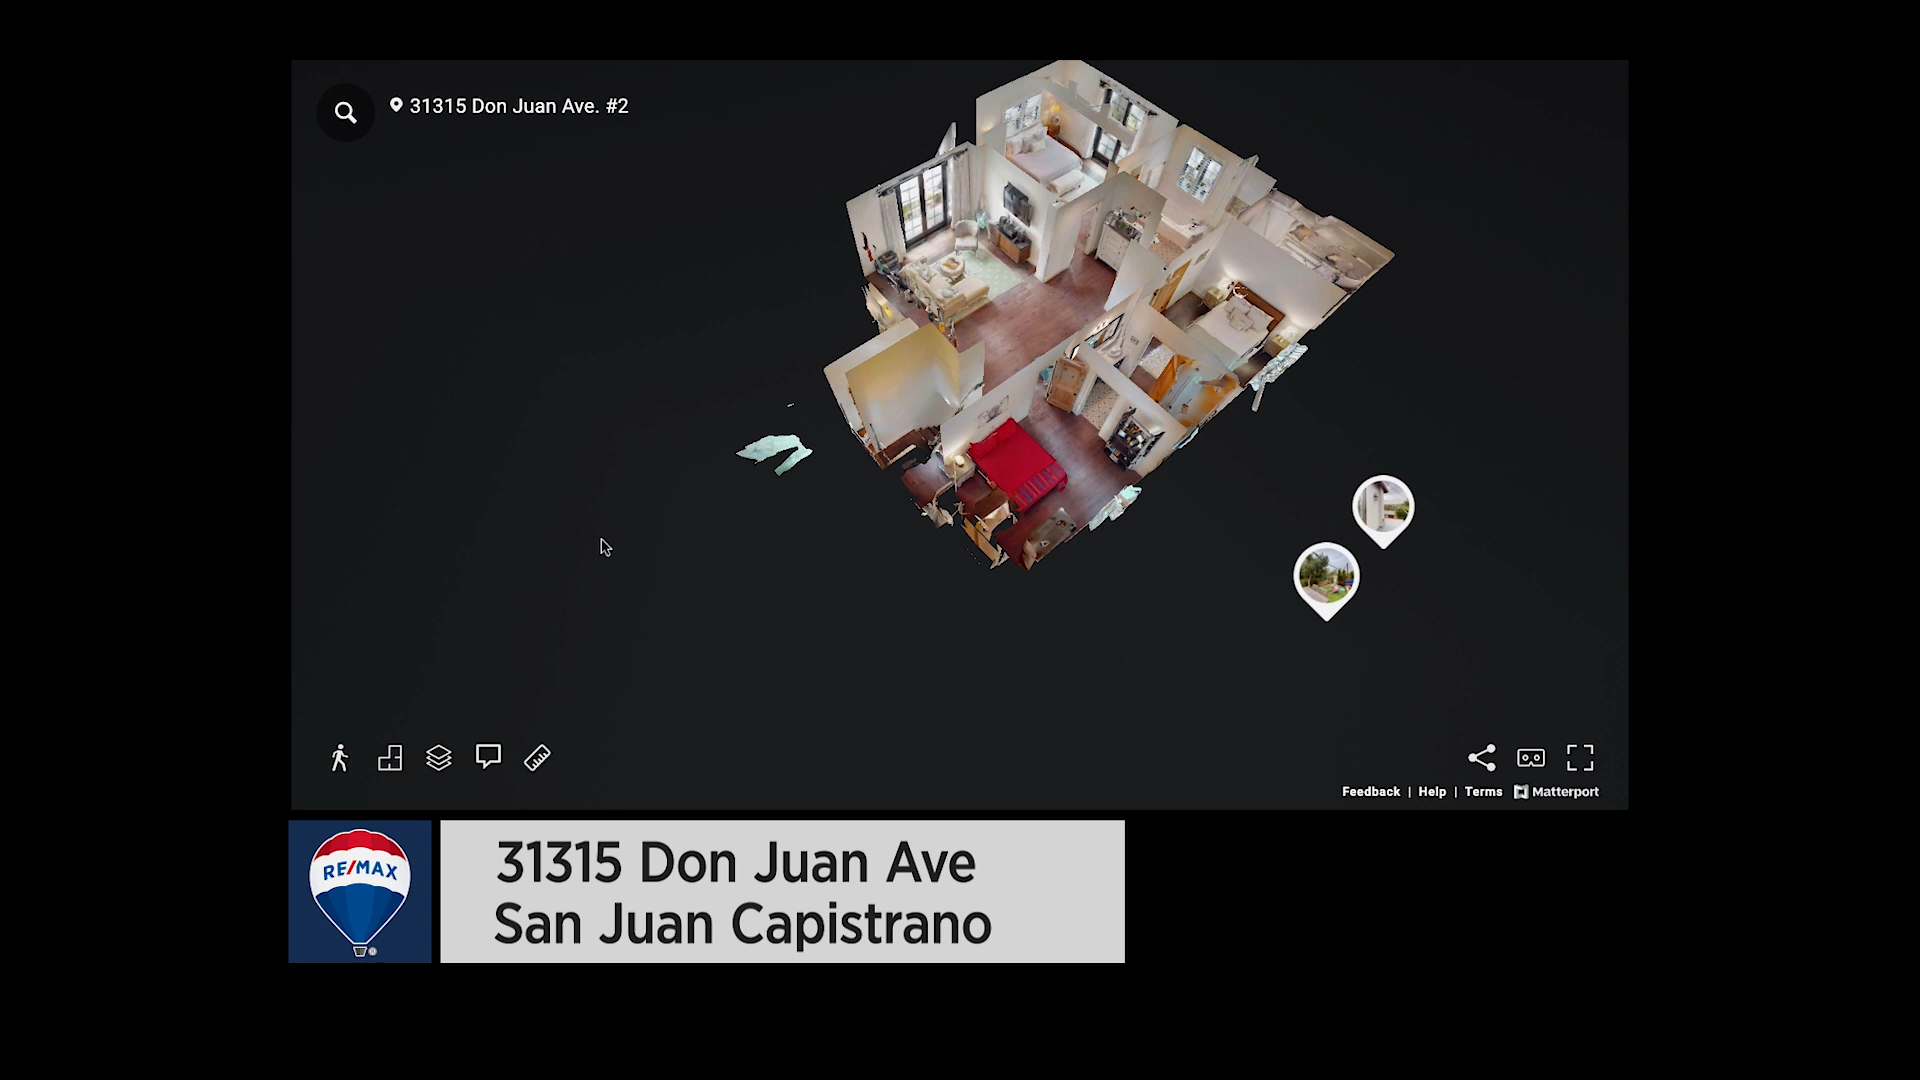 31315 Don Juan Ave. #2
Feedback | Help | Terms Matterport
RE/MAX
31315 Don Juan Ave
San Juan Capistrano